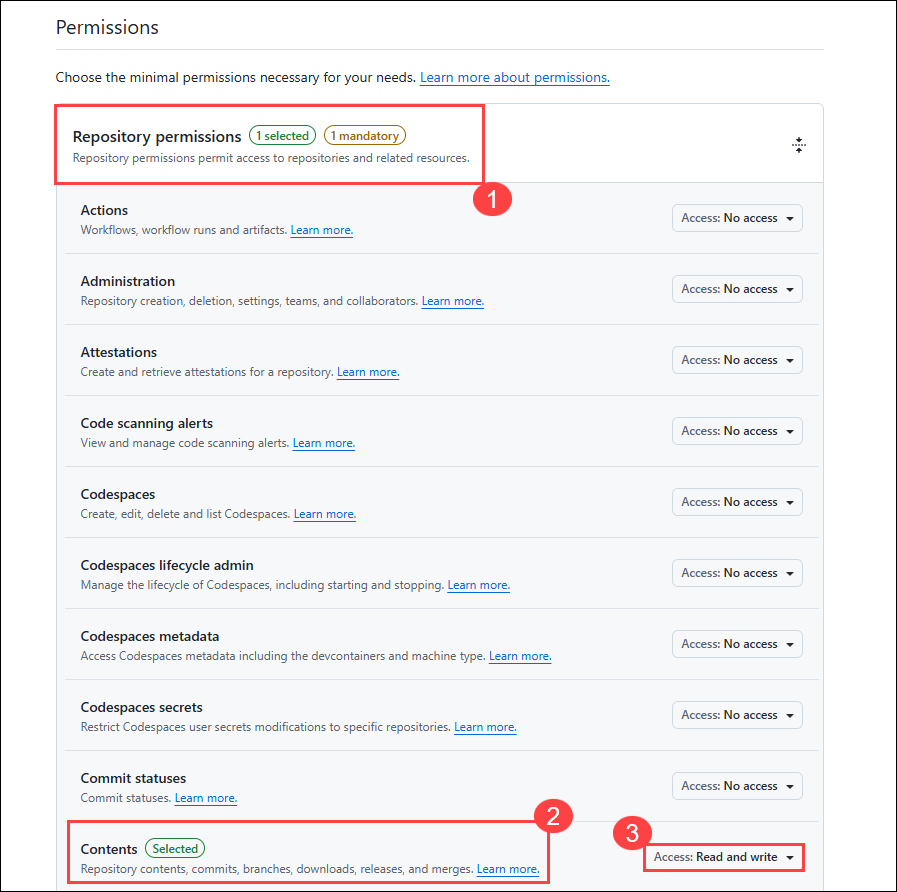 Permissions
Choose the minimal permissions necessary for your needs. Learn more about permissions.
Repository permissions 1 selected 1 mandatory
Repository permissions permit access to repositories and related resources.
1
Actions
Workflows, workflow runs and artifacts. Learn more.
Access: No access
Administration
Repository creation, deletion, settings, teams, and collaborators. Learn more.
Access: No access
Attestations
Create and retrieve attestations for a repository. Learn more.
Access: No access
Code scanning alerts
View and manage code scanning alerts. Learn more.
Access: No access
Codespaces
Create, edit, delete and list Codespaces. Learn more.
Access: No access
Codespaces lifecycle admin
Manage the lifecycle of Codespaces, including starting and stopping. Learn more.
Access: No access
Codespaces metadata
Access Codespaces metadata including the devcontainers and machine type. Learn more.
Access: No access
Codespaces secrets
Restrict Codespaces user secrets modifications to specific repositories. Learn more.
Access: No access
Commit statuses
Commit statuses. Learn more.
Access: No access
2
Contents Selected
Repository contents, commits, branches, downloads, releases, and merges. Learn more.
3
Access: Read and write